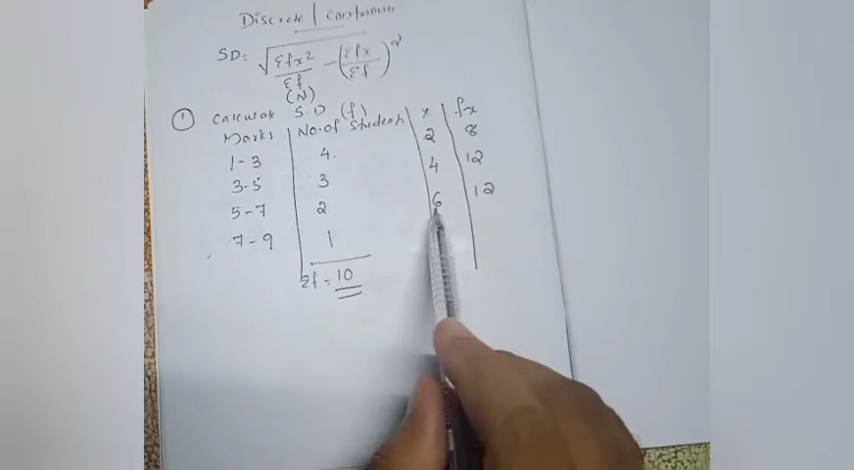 Discrete | Continuous
SD: √ Σfx² / Σf (N) - (Σfx / Σf)²
① Calculate S.D (f)
Marks No.of Students x fx
1-3 4. 2 8
3-5 3 4 12
5-7 2 6 12
7-9 1
Σf = 10